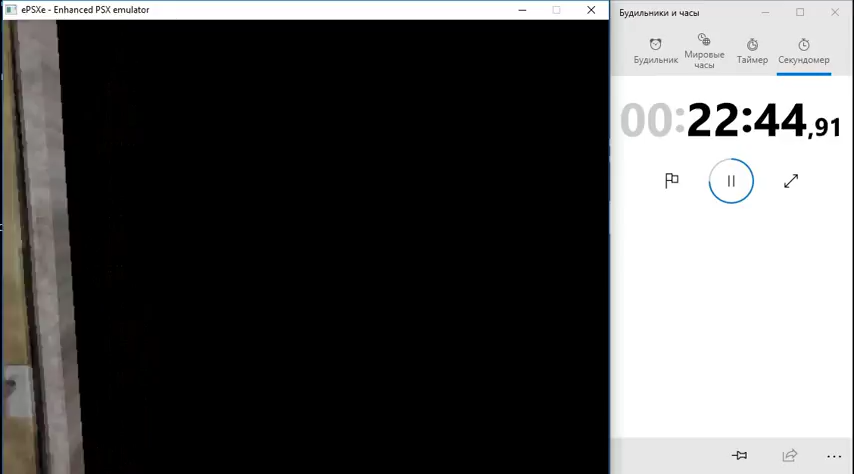 ePSXe - Enhanced PSX emulator
Будильники и часы
Будильник
Мировые
часы
Таймер
Секундомер
00:22:44,91